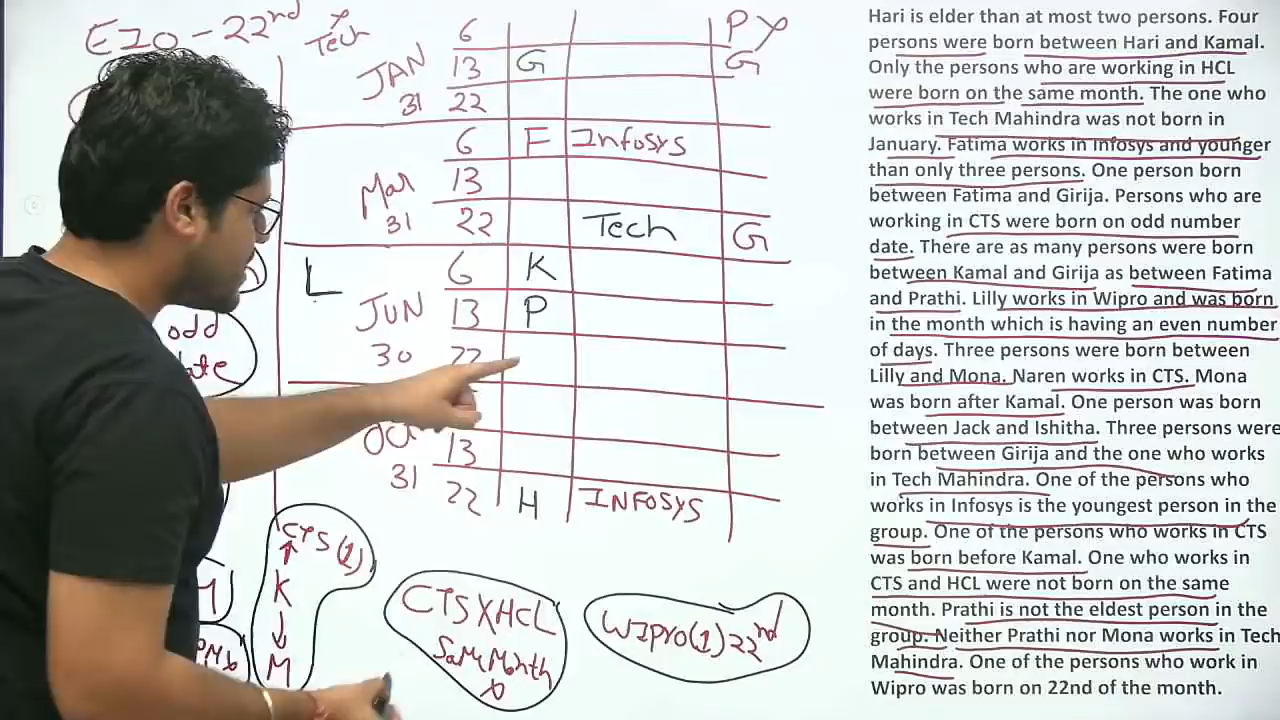 EIO-22nd
Tech
6
PY
JAN
13
G
G
31
22
6
F
Infosys
Mar
13
31
22
Tech
G
L
6
K
JUN
13
P
30
22
Oct
13
31
22
H
INFOSYS
odd
M
CTS(1)
K
M
CTS X HCL
Same Month
WIPRO(1) 22nd
Hari is elder than at most two persons. Four
persons were born between Hari and Kamal.
Only the persons who are working in HCL
were born on the same month. The one who
works in Tech Mahindra was not born in
January. Fatima works in Infosys and younger
than only three persons. One person born
between Fatima and Girija. Persons who are
working in CTS were born on odd number
date. There are as many persons were born
between Kamal and Girija as between Fatima
and Prathi. Lilly works in Wipro and was born
in the month which is having an even number
of days. Three persons were born between
Lilly and Mona. Naren works in CTS. Mona
was born after Kamal. One person was born
between Jack and Ishitha. Three persons were
born between Girija and the one who works
in Tech Mahindra. One of the persons who
works in Infosys is the youngest person in the
group. One of the persons who works in CTS
was born before Kamal. One who works in
CTS and HCL were not born on the same
month. Prathi is not the eldest person in the
group. Neither Prathi nor Mona works in Tech
Mahindra. One of the persons who work in
Wipro was born on 22nd of the month.